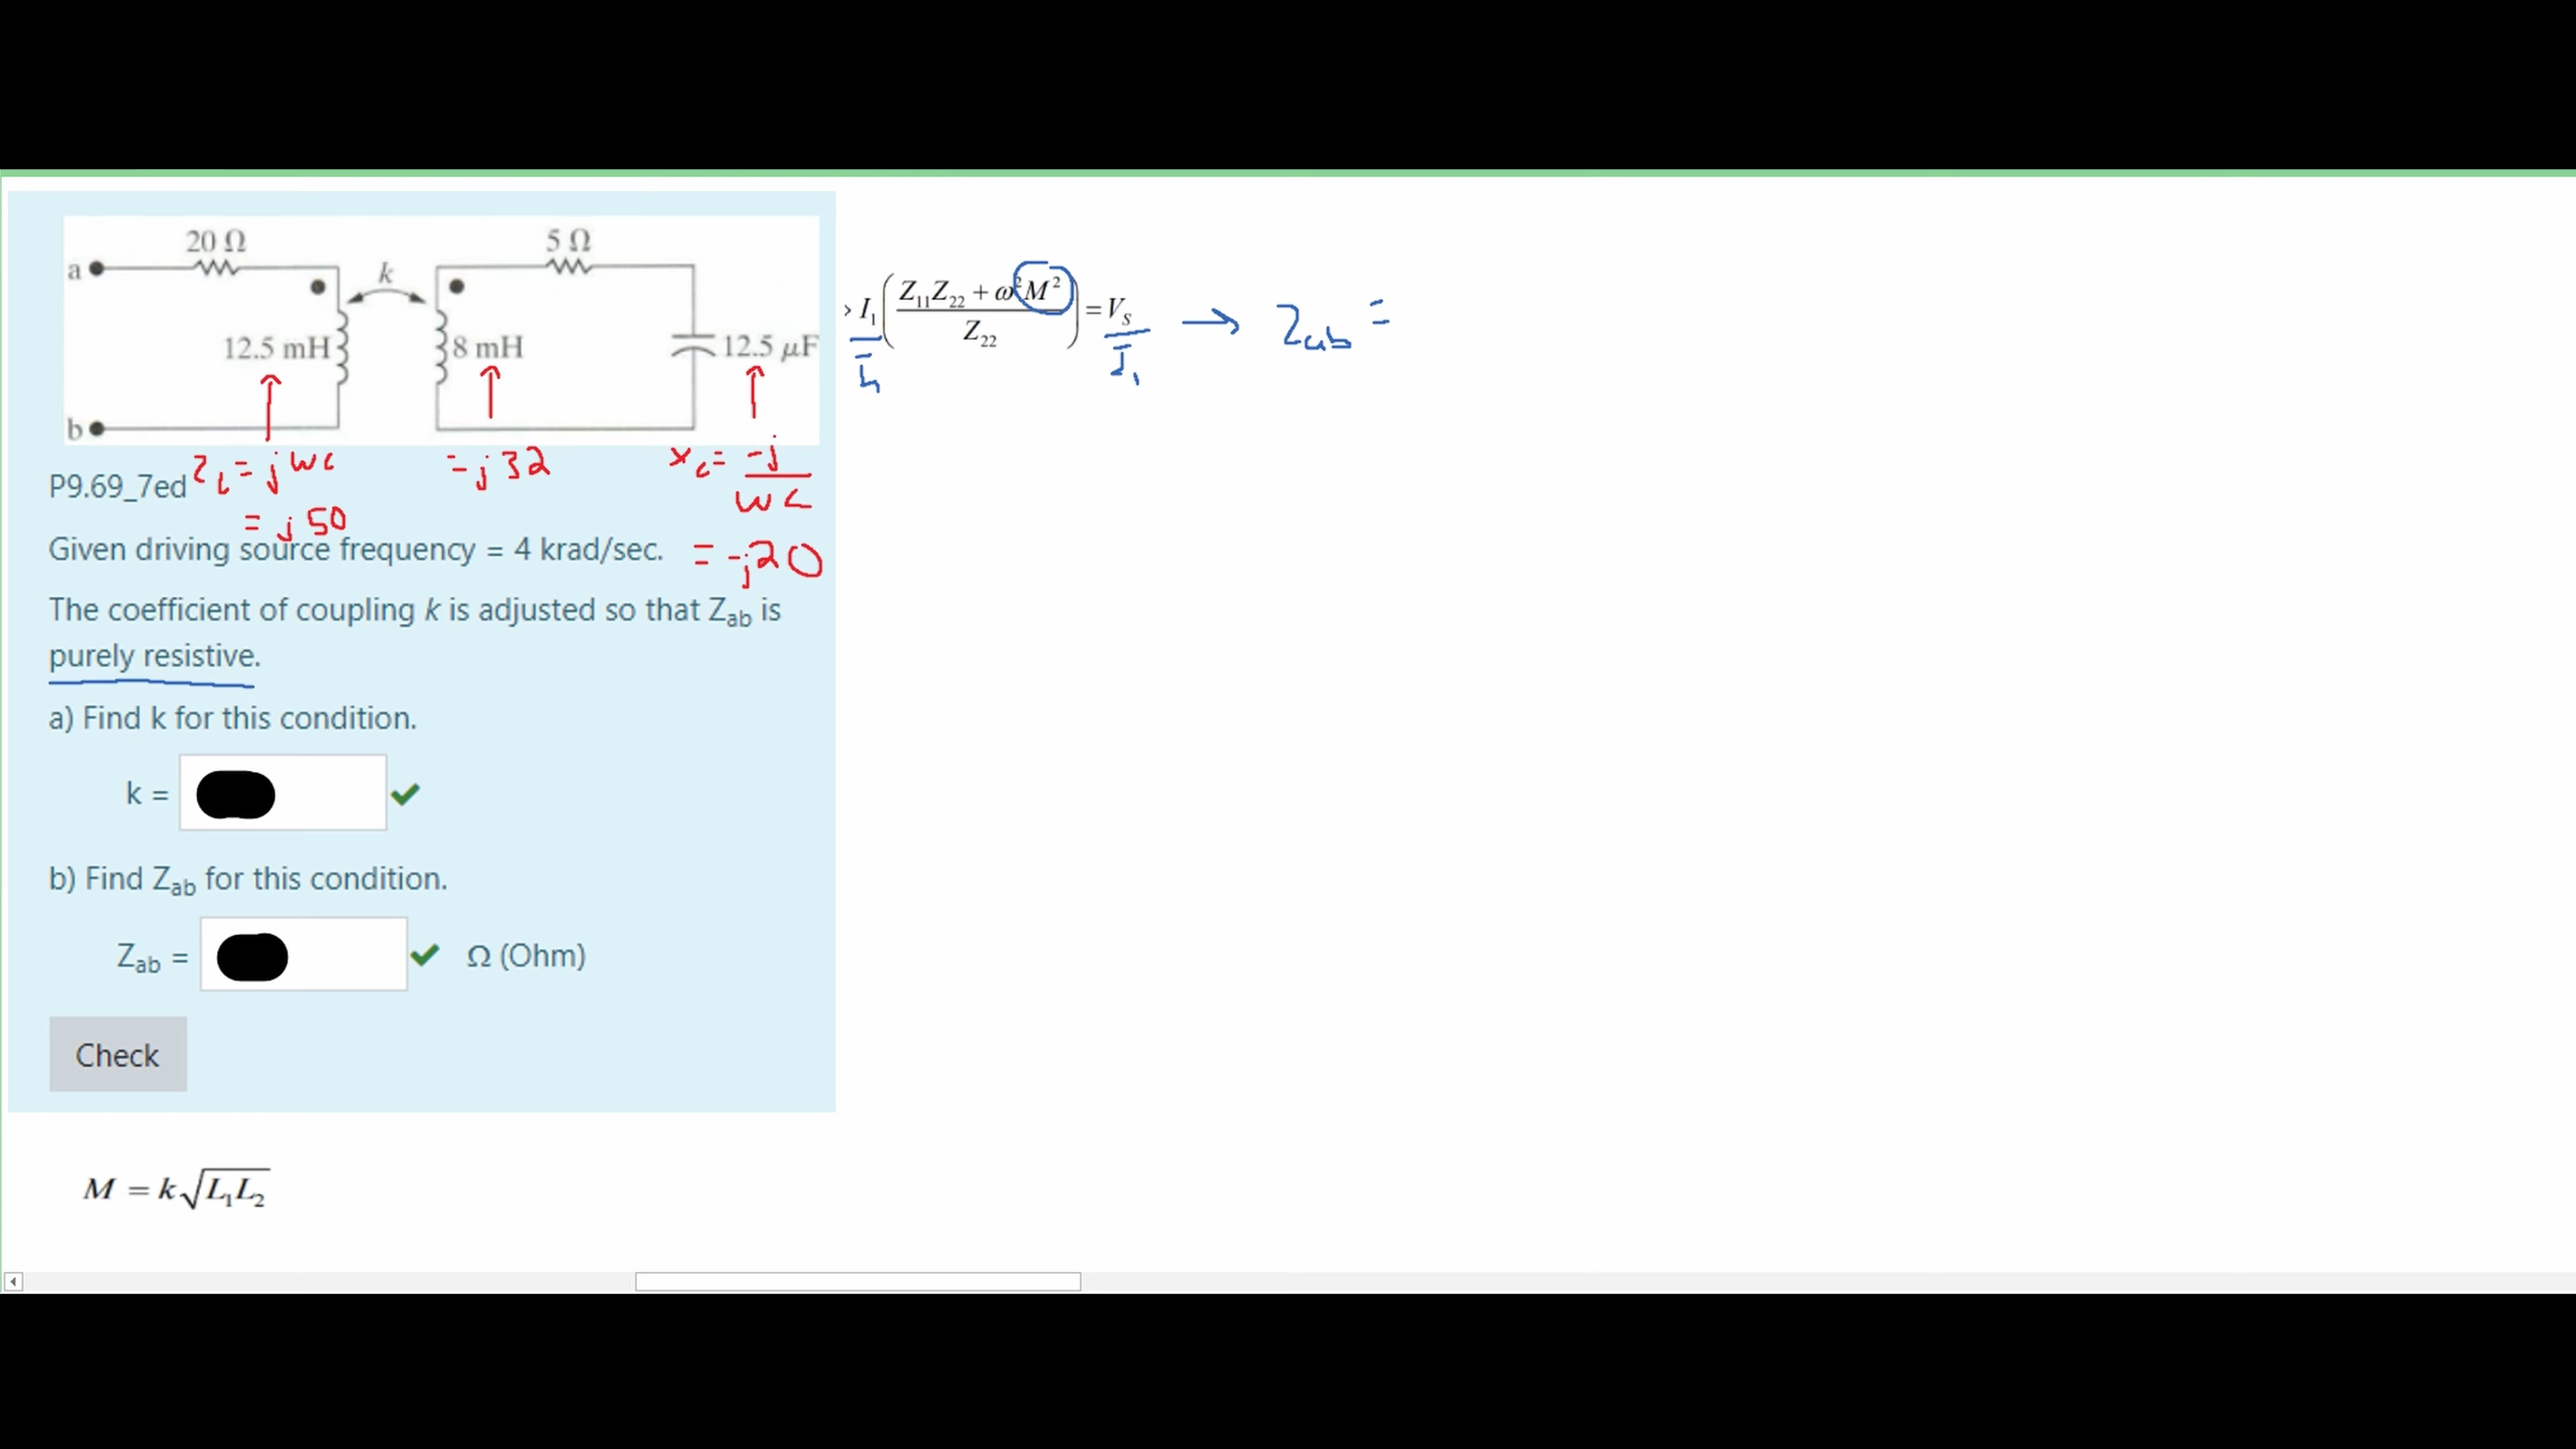 20 Ω
5 Ω
a
k
12.5 mH
8 mH
12.5 μF
b
Z_L = jωL
= j50
= j32
X_C = -j/ωC
= -j20
P9.69_7ed
Given driving source frequency = 4 krad/sec.
The coefficient of coupling k is adjusted so that Z_ab is
purely resistive.
a) Find k for this condition.
k = ✔
b) Find Z_ab for this condition.
Z_ab = ✔ Ω (Ohm)
Check
M = k√(L₁L₂)
I₁ ((Z₁₁Z₂₂ + ω²M²) / Z₂₂) = V_S → Z_ab =
I₁ I₁